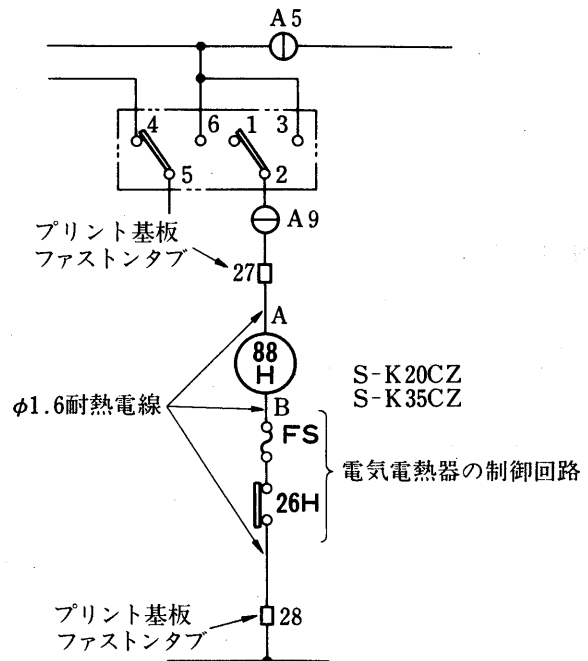 A5
4
6
1
3
5
2
A9
プリント基板
ファストンタブ
27
A
88
H
S-K20CZ
S-K35CZ
φ1.6耐熱電線
B
FS
電気電熱器の制御回路
26H
プリント基板
ファストンタブ
28